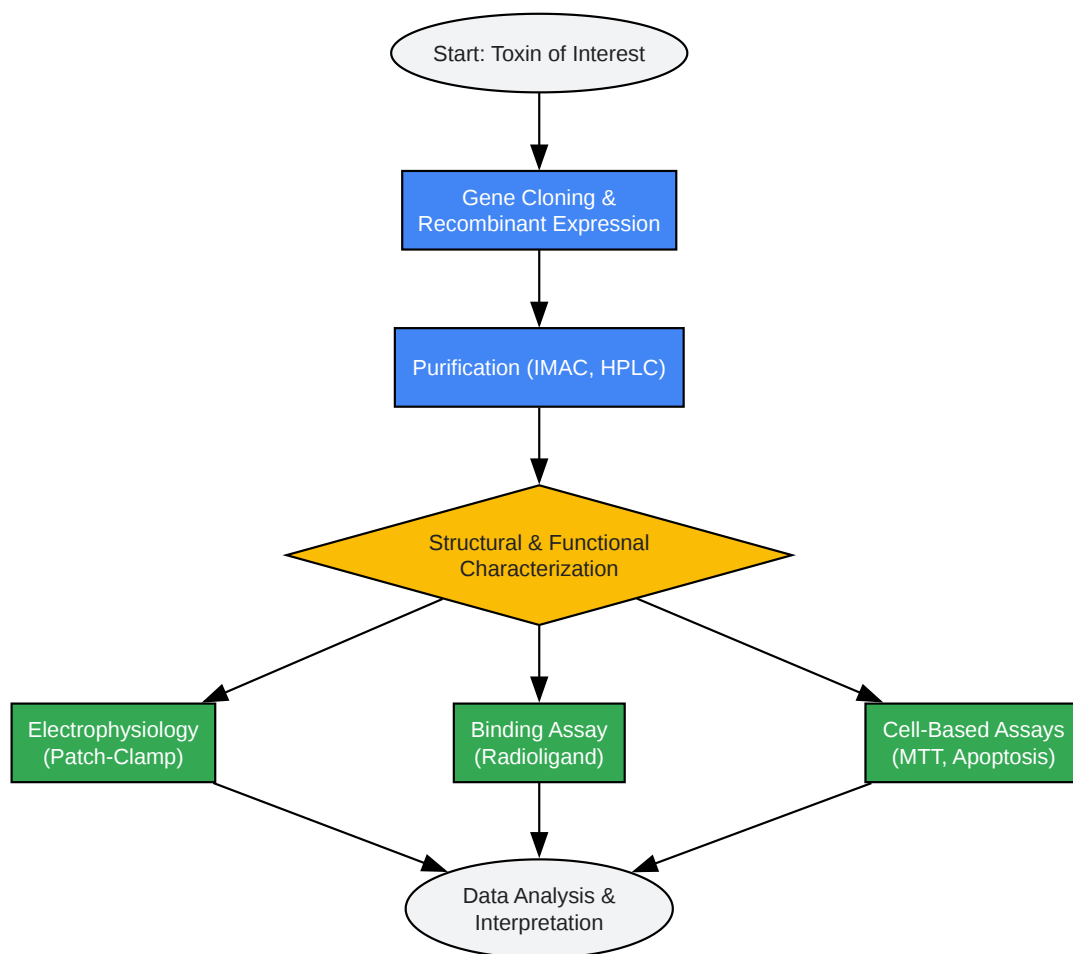 Start: Toxin of Interest
Gene Cloning &
Recombinant Expression
Purification (IMAC, HPLC)
Structural & Functional
Characterization
Electrophysiology
(Patch-Clamp)
Binding Assay
(Radioligand)
Cell-Based Assays
(MTT, Apoptosis)
Data Analysis &
Interpretation